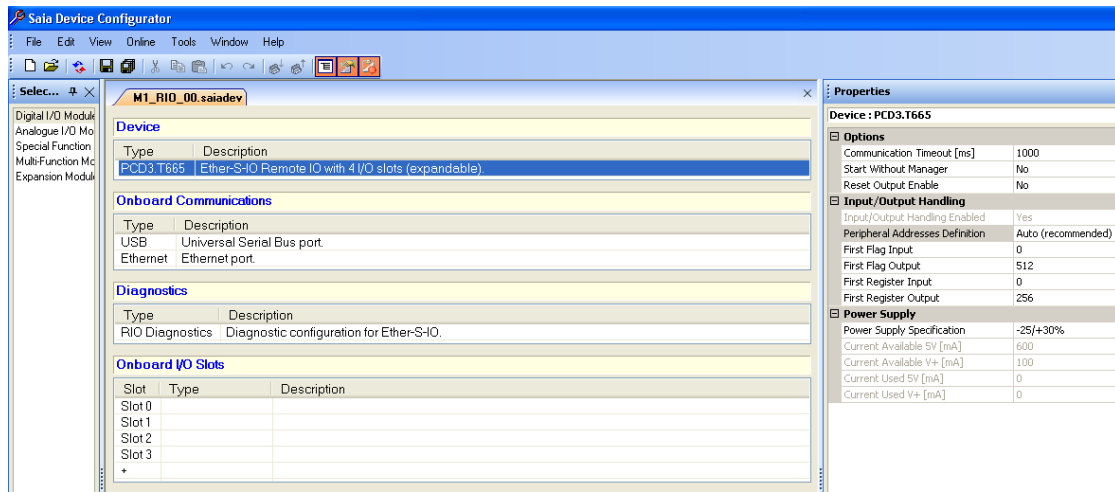 Saia Device Configurator
File Edit View Online Tools Window Help
Selec...
Digital I/O Module
Analogue I/O Mo
Special Function
Multi-Function Mo
Expansion Module
M1_RIO_00.saiadev
Device
Type Description
PCD3.T665 Ether-S-IO Remote IO with 4 I/O slots (expandable).
Onboard Communications
Type Description
USB Universal Serial Bus port.
Ethernet Ethernet port.
Diagnostics
Type Description
RIO Diagnostics Diagnostic configuration for Ether-S-IO.
Onboard I/O Slots
Slot Type Description
Slot 0
Slot 1
Slot 2
Slot 3
+
Properties
Device : PCD3.T665
Options
Communication Timeout [ms] 1000
Start Without Manager No
Reset Output Enable No
Input/Output Handling
Input/Output Handling Enabled Yes
Peripheral Addresses Definition Auto (recommended)
First Flag Input 0
First Flag Output 512
First Register Input 0
First Register Output 256
Power Supply
Power Supply Specification -25/+30%
Current Available 5V [mA] 600
Current Available V+ [mA] 100
Current Used 5V [mA] 0
Current Used V+ [mA] 0